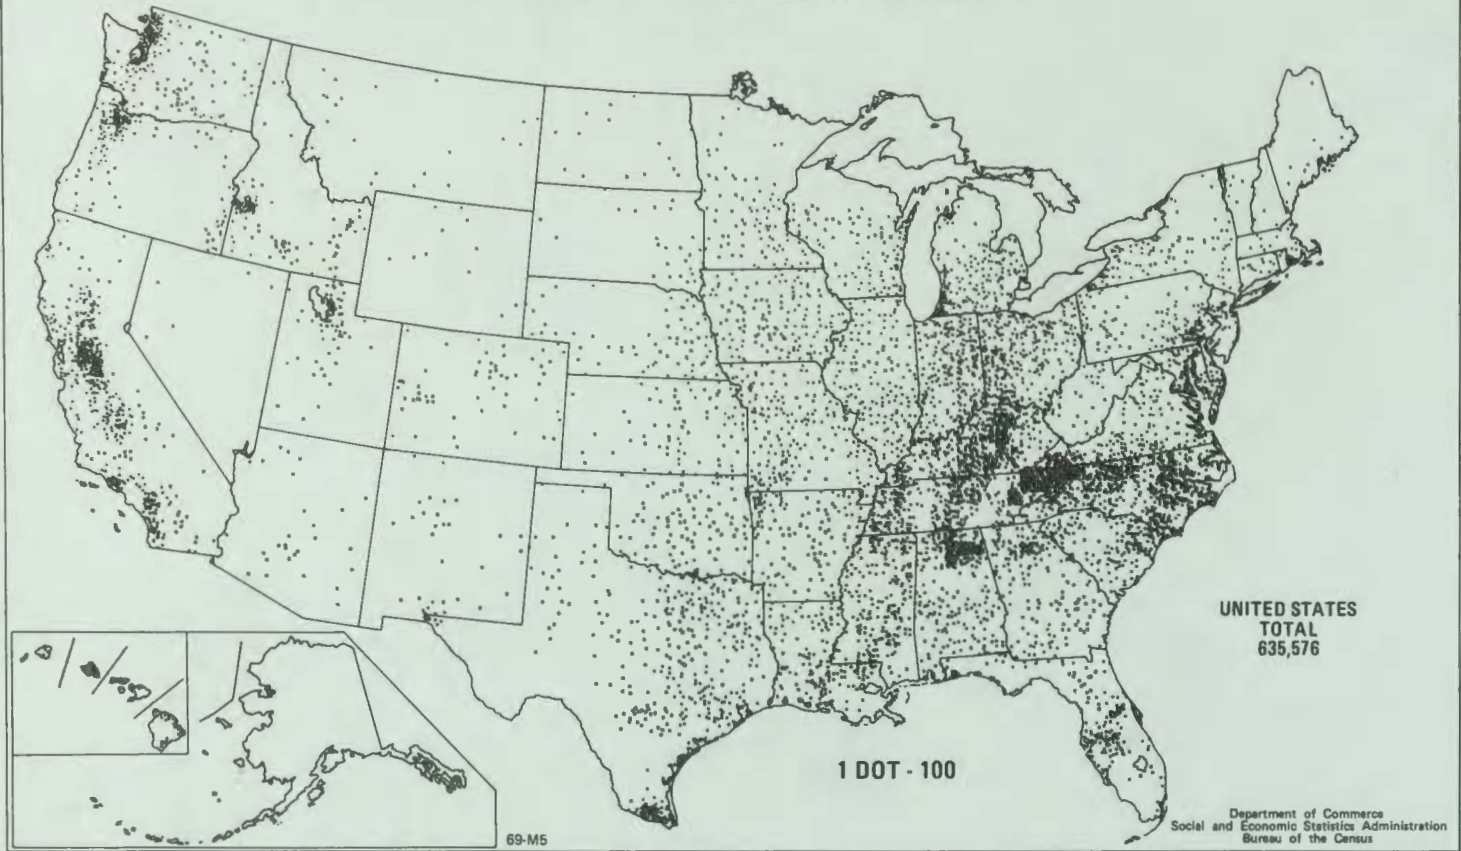 UNITED STATES
TOTAL
635,576
1 DOT - 100
Department of Commerce
Social and Economic Statistics Administration
Bureau of the Census
69-M5